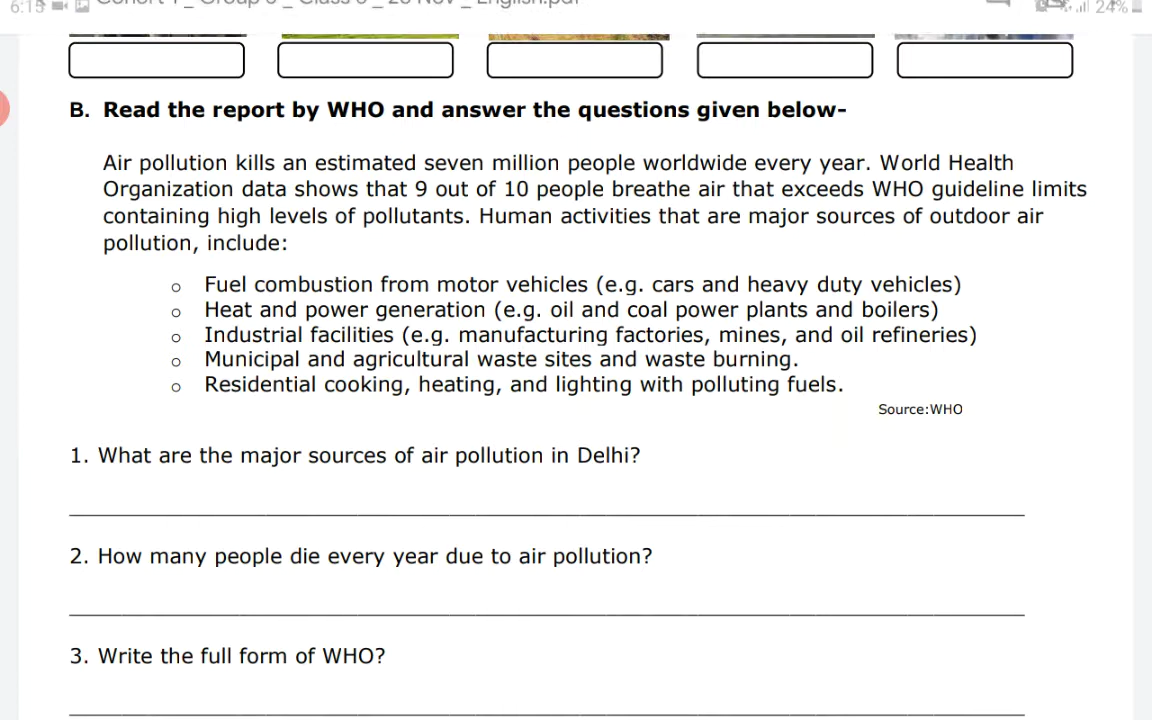 6:15
24%
B. Read the report by WHO and answer the questions given below-
Air pollution kills an estimated seven million people worldwide every year. World Health
Organization data shows that 9 out of 10 people breathe air that exceeds WHO guideline limits
containing high levels of pollutants. Human activities that are major sources of outdoor air
pollution, include:
o Fuel combustion from motor vehicles (e.g. cars and heavy duty vehicles)
o Heat and power generation (e.g. oil and coal power plants and boilers)
o Industrial facilities (e.g. manufacturing factories, mines, and oil refineries)
o Municipal and agricultural waste sites and waste burning.
o Residential cooking, heating, and lighting with polluting fuels.
Source:WHO
1. What are the major sources of air pollution in Delhi?
2. How many people die every year due to air pollution?
3. Write the full form of WHO?